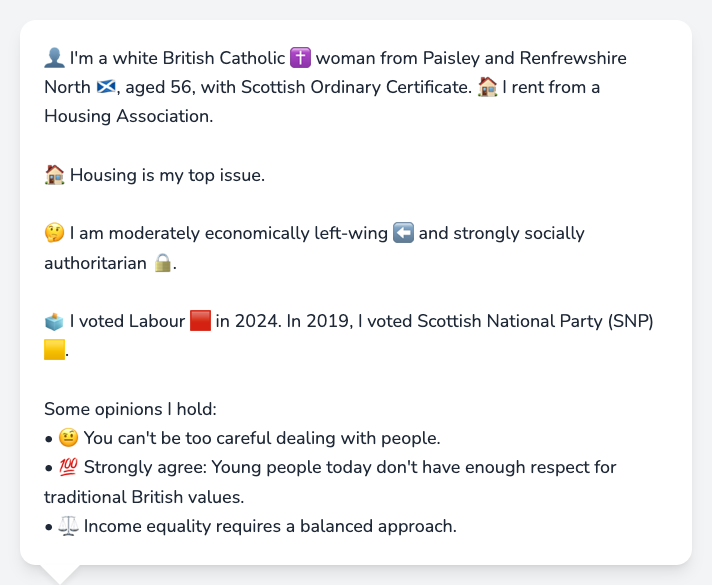 👤 I'm a white British Catholic ✝️ woman from Paisley and Renfrewshire
North 🏴󠁧󠁢󠁳󠁣󠁴󠁿, aged 56, with Scottish Ordinary Certificate. 🏠 I rent from a
Housing Association.
🏠 Housing is my top issue.
🤔 I am moderately economically left-wing ⬅️ and strongly socially
authoritarian 🔒.
🗳️ I voted Labour 🟥 in 2024. In 2019, I voted Scottish National Party (SNP)
🟨.
Some opinions I hold:
• 🤨 You can't be too careful dealing with people.
• 💯 Strongly agree: Young people today don't have enough respect for
traditional British values.
• ⚖️ Income equality requires a balanced approach.